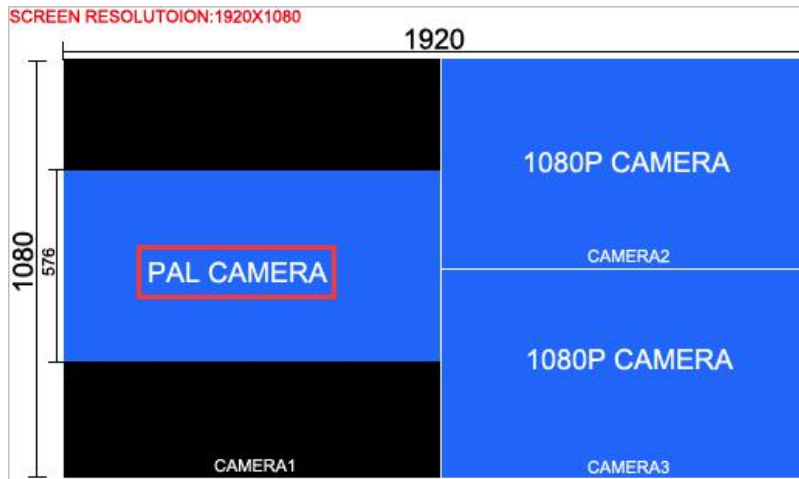 SCREEN RESOLUTOION:1920X1080
1920
1080P CAMERA
CAMERA2
1080
576
PAL CAMERA
1080P CAMERA
CAMERA1
CAMERA3